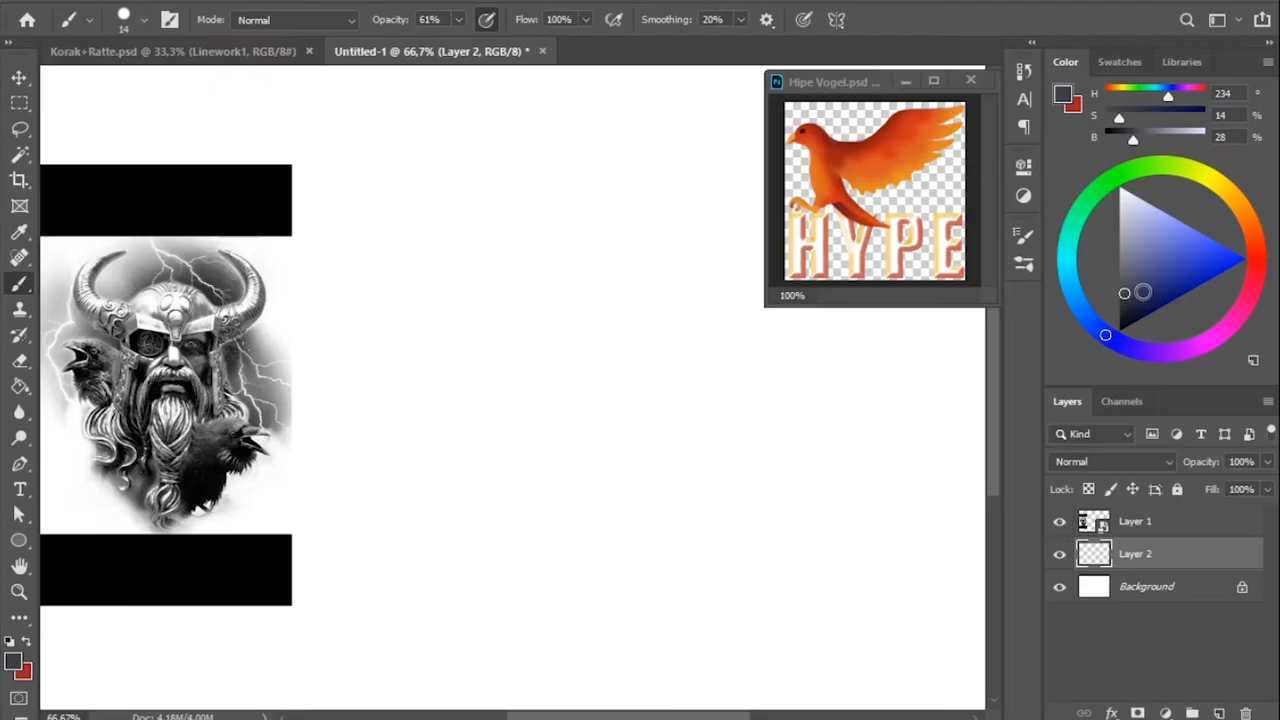 14
Mode: Normal
Opacity: 61%
Flow: 100%
Smoothing: 20%
Korak+Ratte.psd @ 33,3% (Linework1, RGB/8#)
Untitled-1 @ 66,7% (Layer 2, RGB/8) *
Hipe Vogel.psd ...
HYPE
100%
Color Swatches Libraries
H 234 °
S 14 %
B 28 %
Layers Channels
Kind
Normal Opacity: 100%
Lock: Fill: 100%
Layer 1
Layer 2
Background
66,67% Doc: 4,18M/4,00M